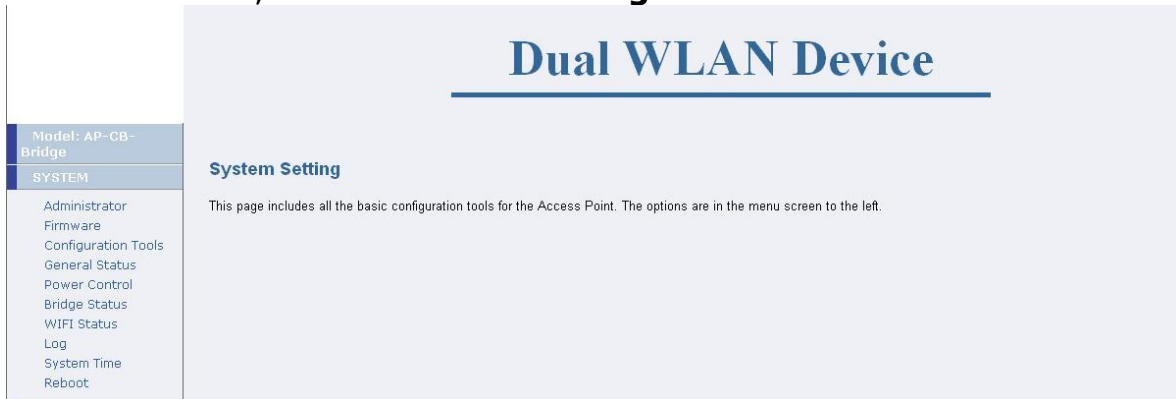 Dual WLAN Device
Model: AP-CB-
Bridge
SYSTEM
Administrator
Firmware
Configuration Tools
General Status
Power Control
Bridge Status
WIFI Status
Log
System Time
Reboot
System Setting
This page includes all the basic configuration tools for the Access Point. The options are in the menu screen to the left.